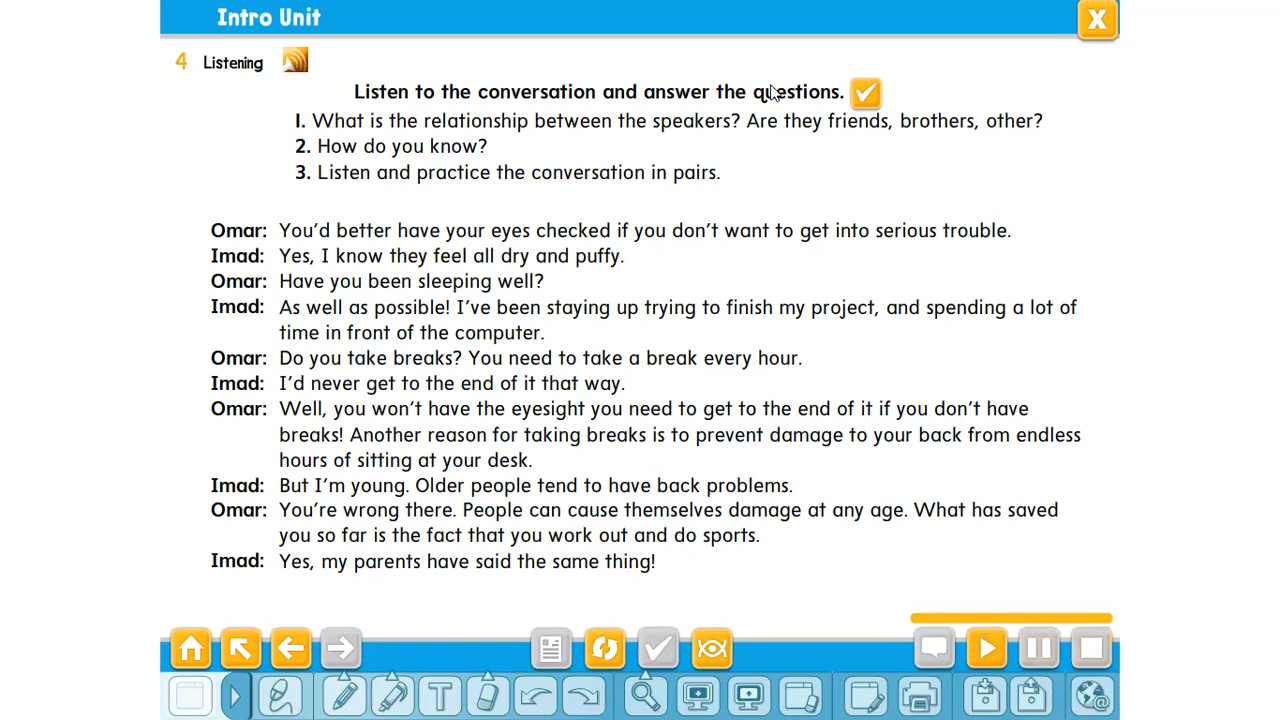 Intro Unit
X
4 Listening
Listen to the conversation and answer the questions.
1. What is the relationship between the speakers? Are they friends, brothers, other?
2. How do you know?
3. Listen and practice the conversation in pairs.
Omar: You'd better have your eyes checked if you don't want to get into serious trouble.
Imad: Yes, I know they feel all dry and puffy.
Omar: Have you been sleeping well?
Imad: As well as possible! I've been staying up trying to finish my project, and spending a lot of
time in front of the computer.
Omar: Do you take breaks? You need to take a break every hour.
Imad: I'd never get to the end of it that way.
Omar: Well, you won't have the eyesight you need to get to the end of it if you don't have
breaks! Another reason for taking breaks is to prevent damage to your back from endless
hours of sitting at your desk.
Imad: But I'm young. Older people tend to have back problems.
Omar: You're wrong there. People can cause themselves damage at any age. What has saved
you so far is the fact that you work out and do sports.
Imad: Yes, my parents have said the same thing!
T
@